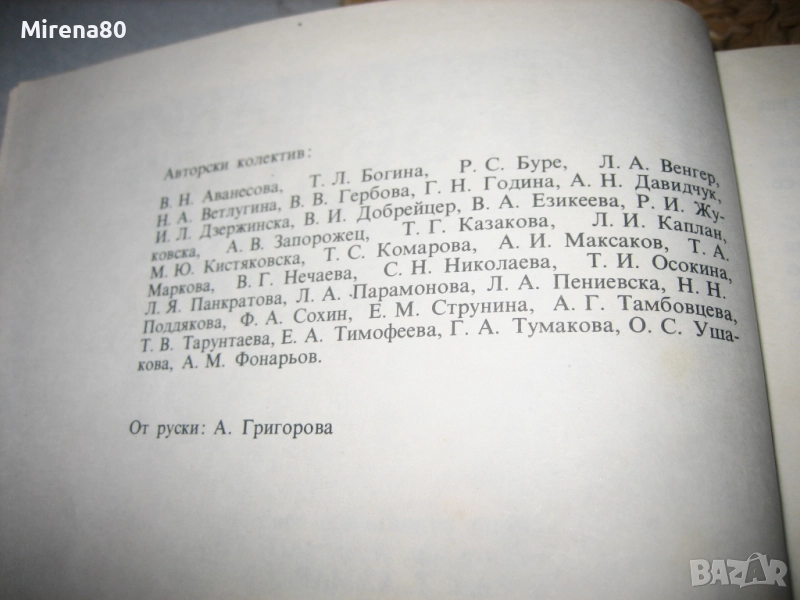 Mirena80
Авторски колектив:
В. Н. Аванесова, Т. Л. Богина, Р. С. Буре, Л. А. Венгер,
Н. А. Ветлугина, В. В. Гербова, Г. Н. Година, А. Н. Давидчук,
И. Л. Дзержинска, В. И. Добрейцер, В. А. Езикеева, Р. И. Жу-
ковска, А. В. Запорожец, Т. Г. Казакова, Л. И. Каплан,
М. Ю. Кистяковска, Т. С. Комарова, А. И. Максаков, Т. А.
Маркова, В. Г. Нечаева, С. Н. Николаева, Т. И. Осокина,
Л. Я. Панкратова, Л. А. Парамонова, Л. А. Пениевска, Н. Н.
Поддякова, Ф. А. Сохин, Е. М. Струнина, А. Г. Тамбовцева,
Т. В. Тарунтаева, Е. А. Тимофеева, Г. А. Тумакова, О. С. Уша-
кова, А. М. Фонарьов.
От руски: А. Григорова
BAZAR